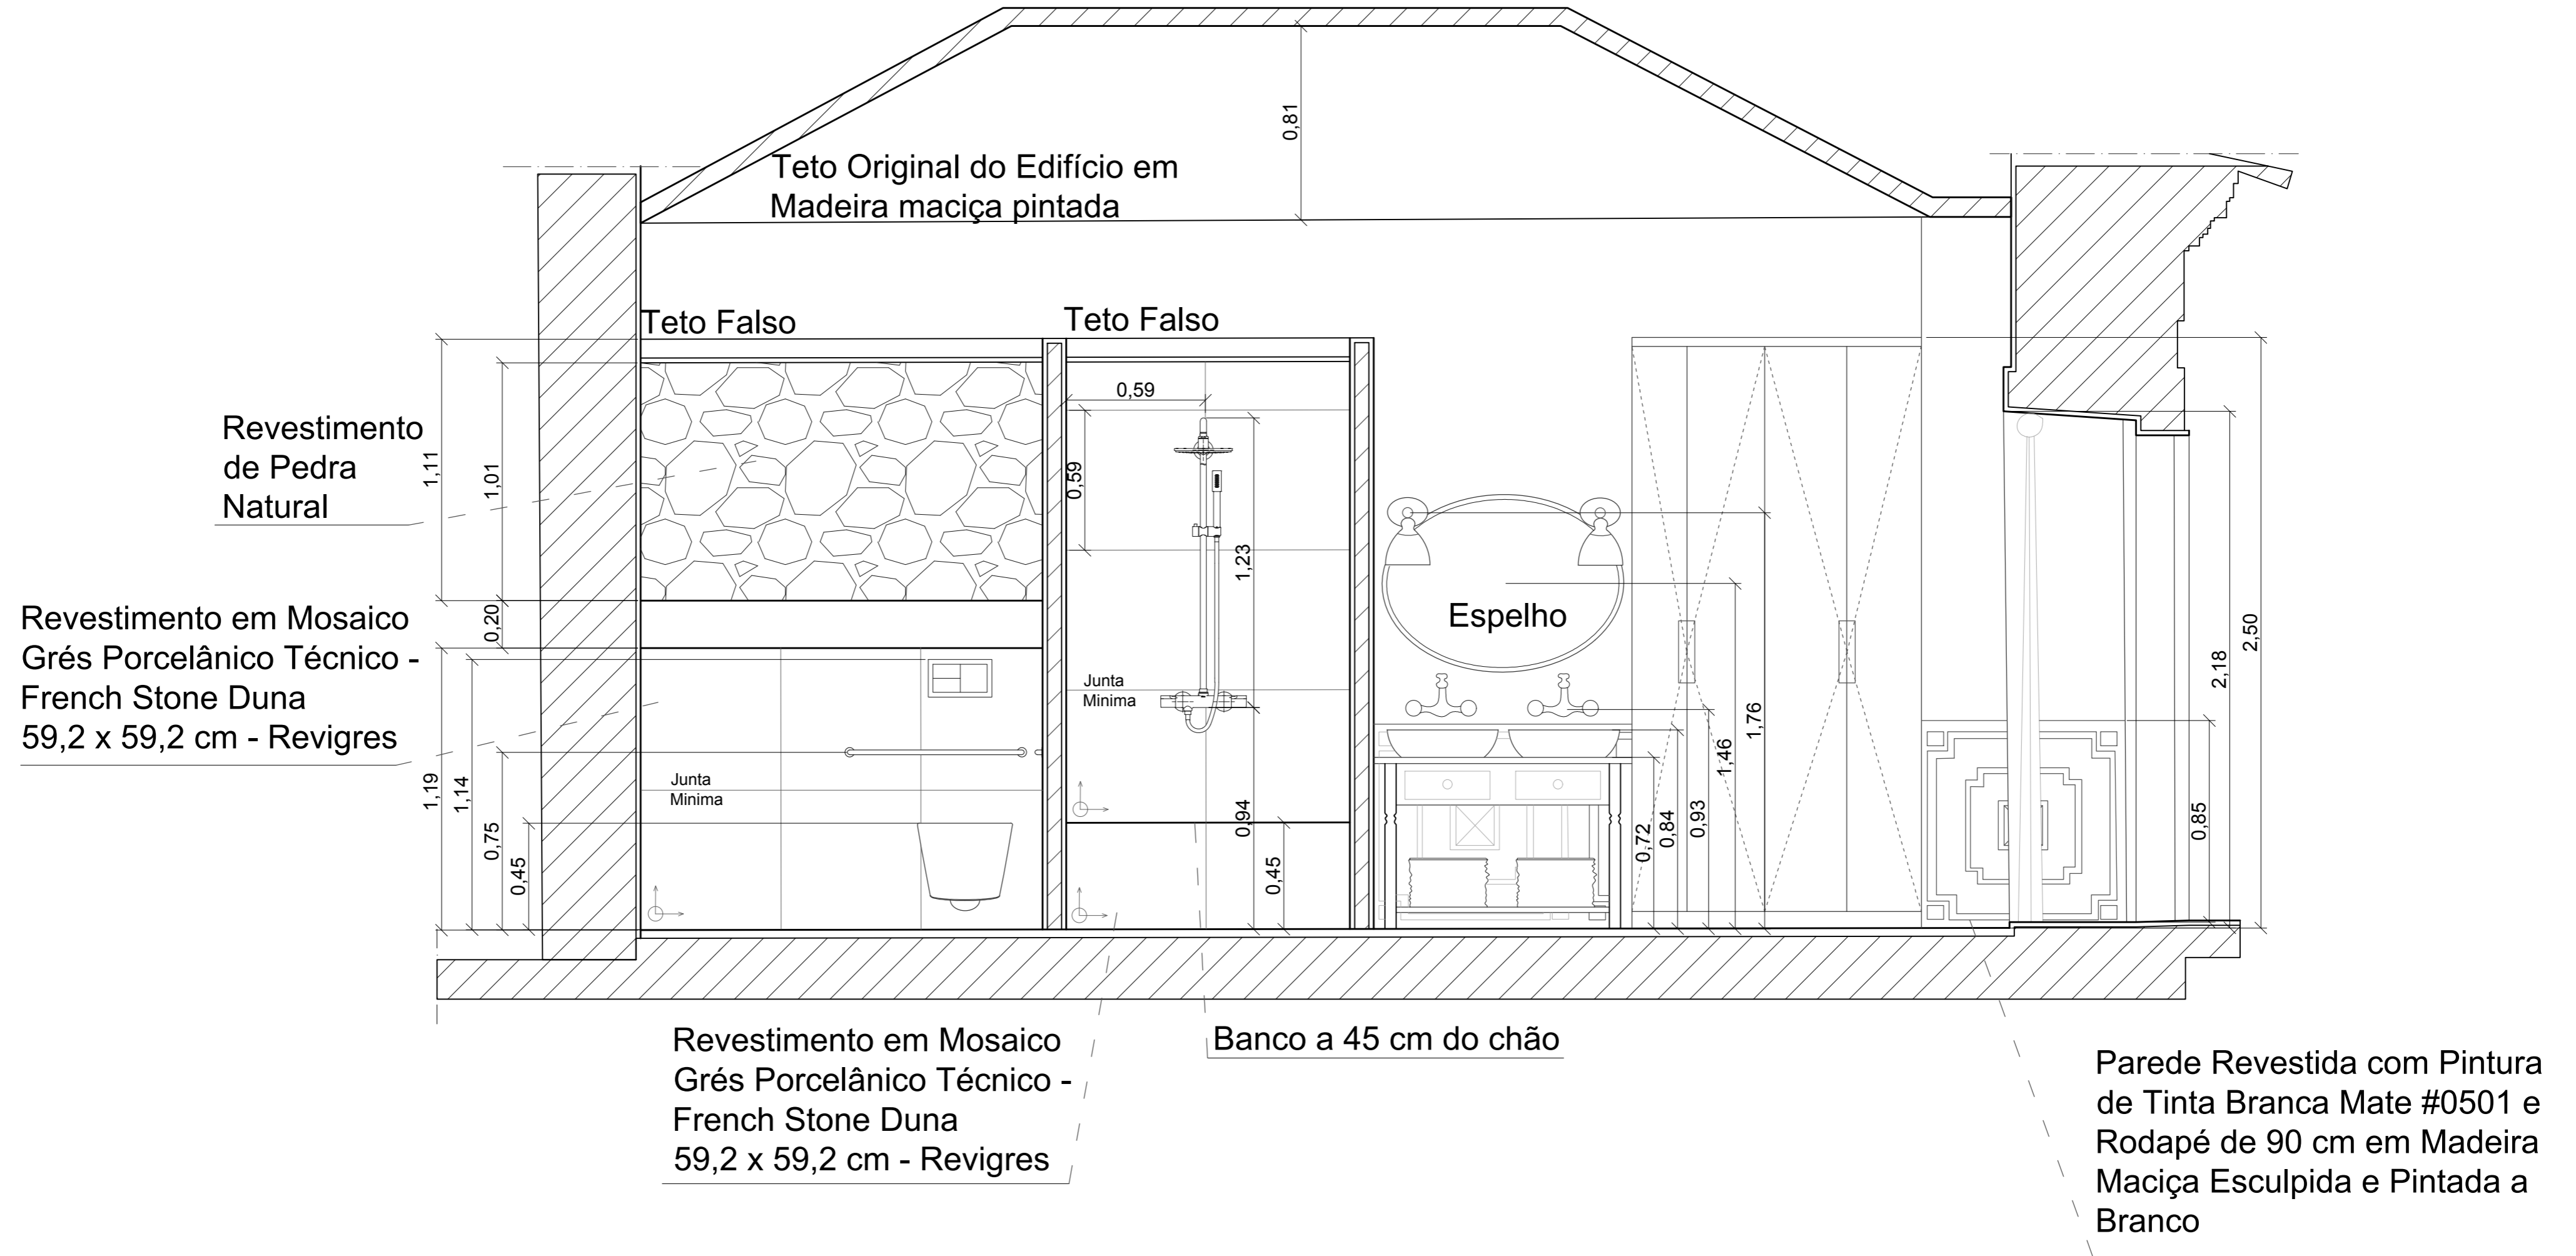 0,81
Teto Original do Edifício em
Madeira maciça pintada
Teto Falso
Teto Falso
0,59
Revestimento
de Pedra
Natural
1,11
1,01
0,59
1,23
Espelho
Revestimento em Mosaico
Grés Porcelânico Técnico -
French Stone Duna
59,2 x 59,2 cm - Revigres
0,20
2,50
2,18
Junta
Minima
1,76
1,46
Junta
Minima
1,19
1,14
0,75
0,45
0,94
0,45
0,72
0,84
0,93
0,85
Revestimento em Mosaico
Grés Porcelânico Técnico -
French Stone Duna
59,2 x 59,2 cm - Revigres
Banco a 45 cm do chão
Parede Revestida com Pintura
de Tinta Branca Mate #0501 e
Rodapé de 90 cm em Madeira
Maciça Esculpida e Pintada a
Branco